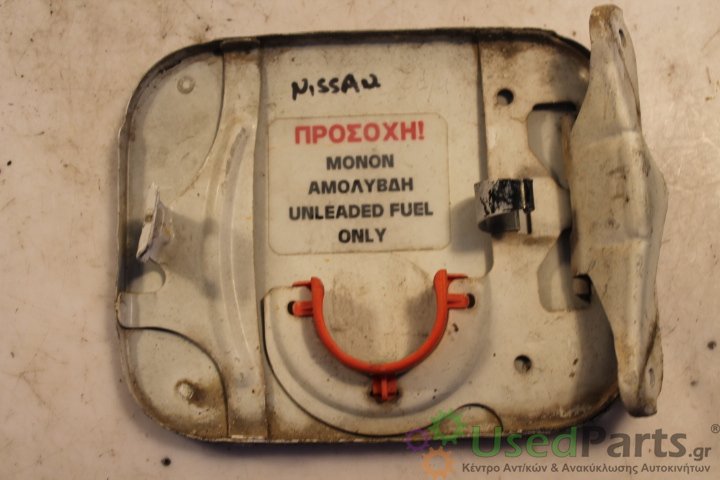 NISSAN
ΠΡΟΣΟΧΗ!
ΜΟΝΟΝ
ΑΜΟΛΥΒΔΗ
UNLEADED FUEL
ONLY
UsedParts.gr ®
Κέντρο Αντ/κών & Ανακύκλωσης Αυτοκινήτων